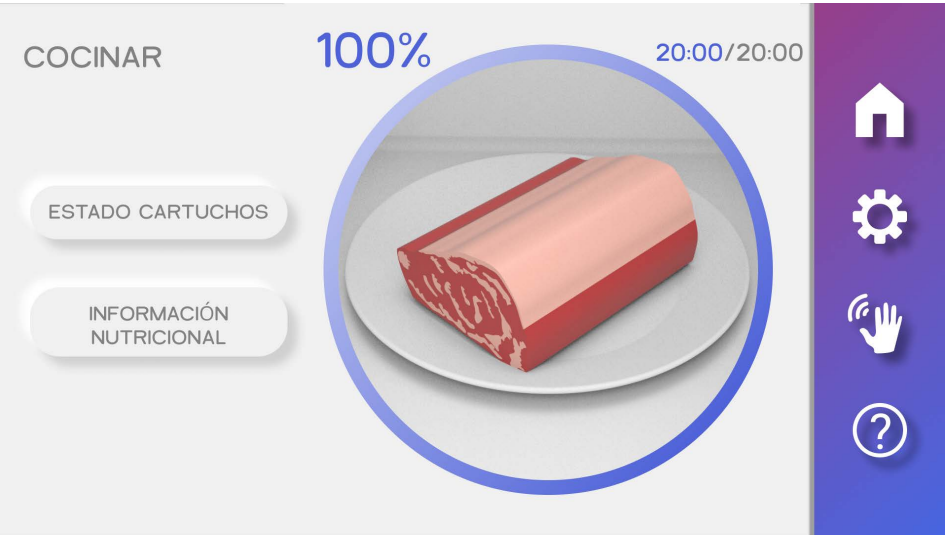 COCINAR
100%
20:00/20:00
ESTADO CARTUCHOS
INFORMACIÓN
NUTRICIONAL
?